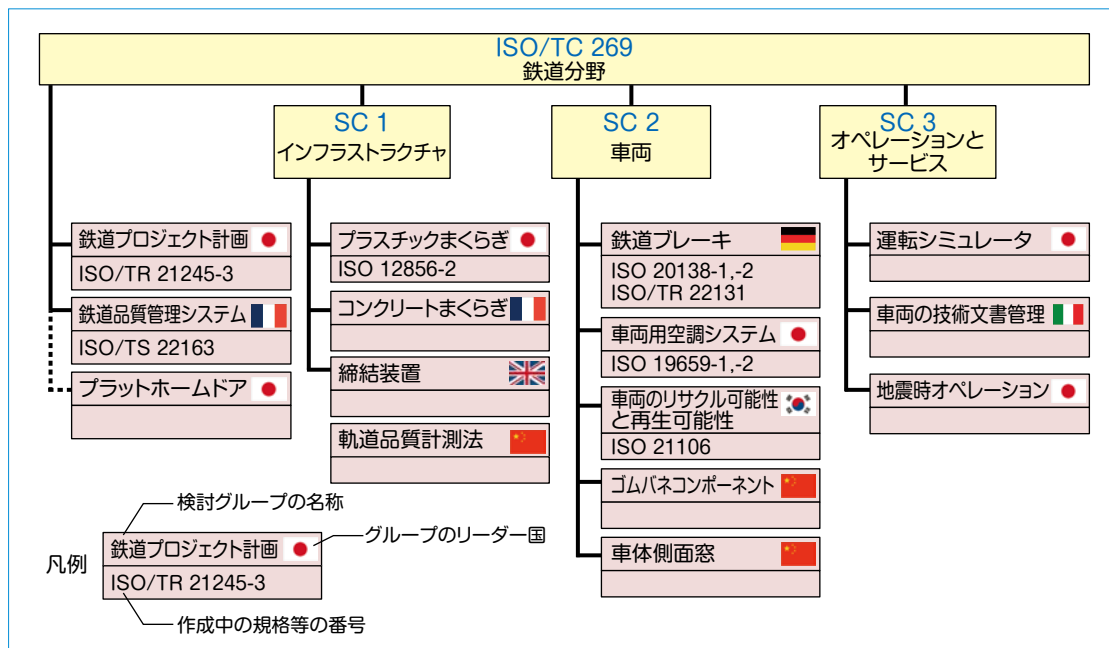 ISO/TC 269
鉄道分野
SC 1
インフラストラクチャ
SC 2
車両
SC 3
オペレーションと
サービス
鉄道プロジェクト計画
ISO/TR 21245-3
鉄道品質管理システム
ISO/TS 22163
プラットホームドア
プラスチックまくらぎ
ISO 12856-2
コンクリートまくらぎ
締結装置
軌道品質計測法
鉄道ブレーキ
ISO 20138-1,-2
ISO/TR 22131
車両用空調システム
ISO 19659-1,-2
車両のリサクル可能性
と再生可能性
ISO 21106
ゴムバネコンポーネント
車体側面窓
運転シミュレータ
車両の技術文書管理
地震時オペレーション
凡例
検討グループの名称
鉄道プロジェクト計画
グループのリーダー国
ISO/TR 21245-3
作成中の規格等の番号